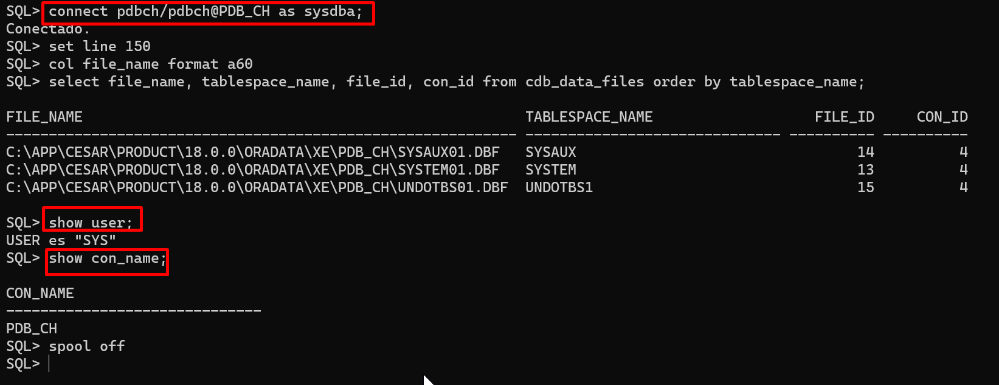 SQL> connect pdbch/pdbch@PDB_CH as sysdba;
Conectado.
SQL> set line 150
SQL> col file_name format a60
SQL> select file_name, tablespace_name, file_id, con_id from cdb_data_files order by tablespace_name;
FILE_NAME TABLESPACE_NAME FILE_ID CON_ID
------------------------------------------------------------ ------------------------------ ---------- ----------
C:\APP\CESAR\PRODUCT\18.0.0\ORADATA\XE\PDB_CH\SYSAUX01.DBF SYSAUX 14 4
C:\APP\CESAR\PRODUCT\18.0.0\ORADATA\XE\PDB_CH\SYSTEM01.DBF SYSTEM 13 4
C:\APP\CESAR\PRODUCT\18.0.0\ORADATA\XE\PDB_CH\UNDOTBS01.DBF UNDOTBS1 15 4
SQL> show user;
USER es "SYS"
SQL> show con_name;
CON_NAME
------------------------------
PDB_CH
SQL> spool off
SQL>